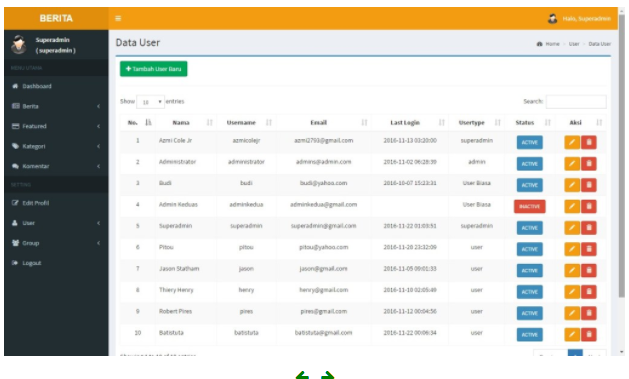 BERITA
Hallo, Superadmin
Superadmin
( superadmin )
Data User
Home User Data User
MENU UTAMA
+ Tambah User Baru
Dashboard
Berita
Show 10 entries Search:
Featured
No. Nama Username Email Last Login Usertype Status Aksi
Kategori
1 Azmi Cole Jr azmicolejr azmi2793@gmail.com 2016-11-13 03:20:00 superadmin ACTIVE
Komentar
2 Administrator administrator admins@admin.com 2016-11-02 06:28:39 admin ACTIVE
SETTING
3 Budi budi budi@yahoo.com 2016-10-07 15:23:31 User Biasa ACTIVE
Edit Profil
4 Admin Keduas adminkedua adminkedua@gmail.com User Biasa INACTIVE
User
5 Superadmin superadmin superadmin@gmail.com 2016-11-22 01:03:51 superadmin ACTIVE
Group
6 Pitou pitou pitou@yahoo.com 2016-11-20 23:32:09 user ACTIVE
Logout
7 Jason Statham jason jason@gmail.com 2016-11-05 09:01:33 user ACTIVE
8 Thiery Henry henry henry@gmail.com 2016-11-10 02:05:49 user ACTIVE
9 Robert Pires pires pires@gmail.com 2016-11-12 00:04:56 user ACTIVE
10 Batistuta batistuta batistuta@gmail.com 2016-11-22 00:06:34 user ACTIVE